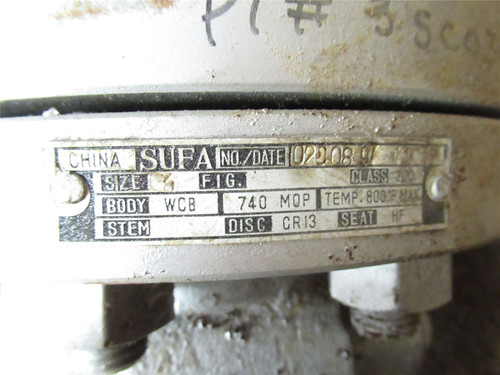 PT# 3
CHINA SUFA NO./DATE
SIZE FIG. CLASS
BODY WCB 740 MOP TEMP. 800°F MAX
STEM DISC CR13 SEAT HF